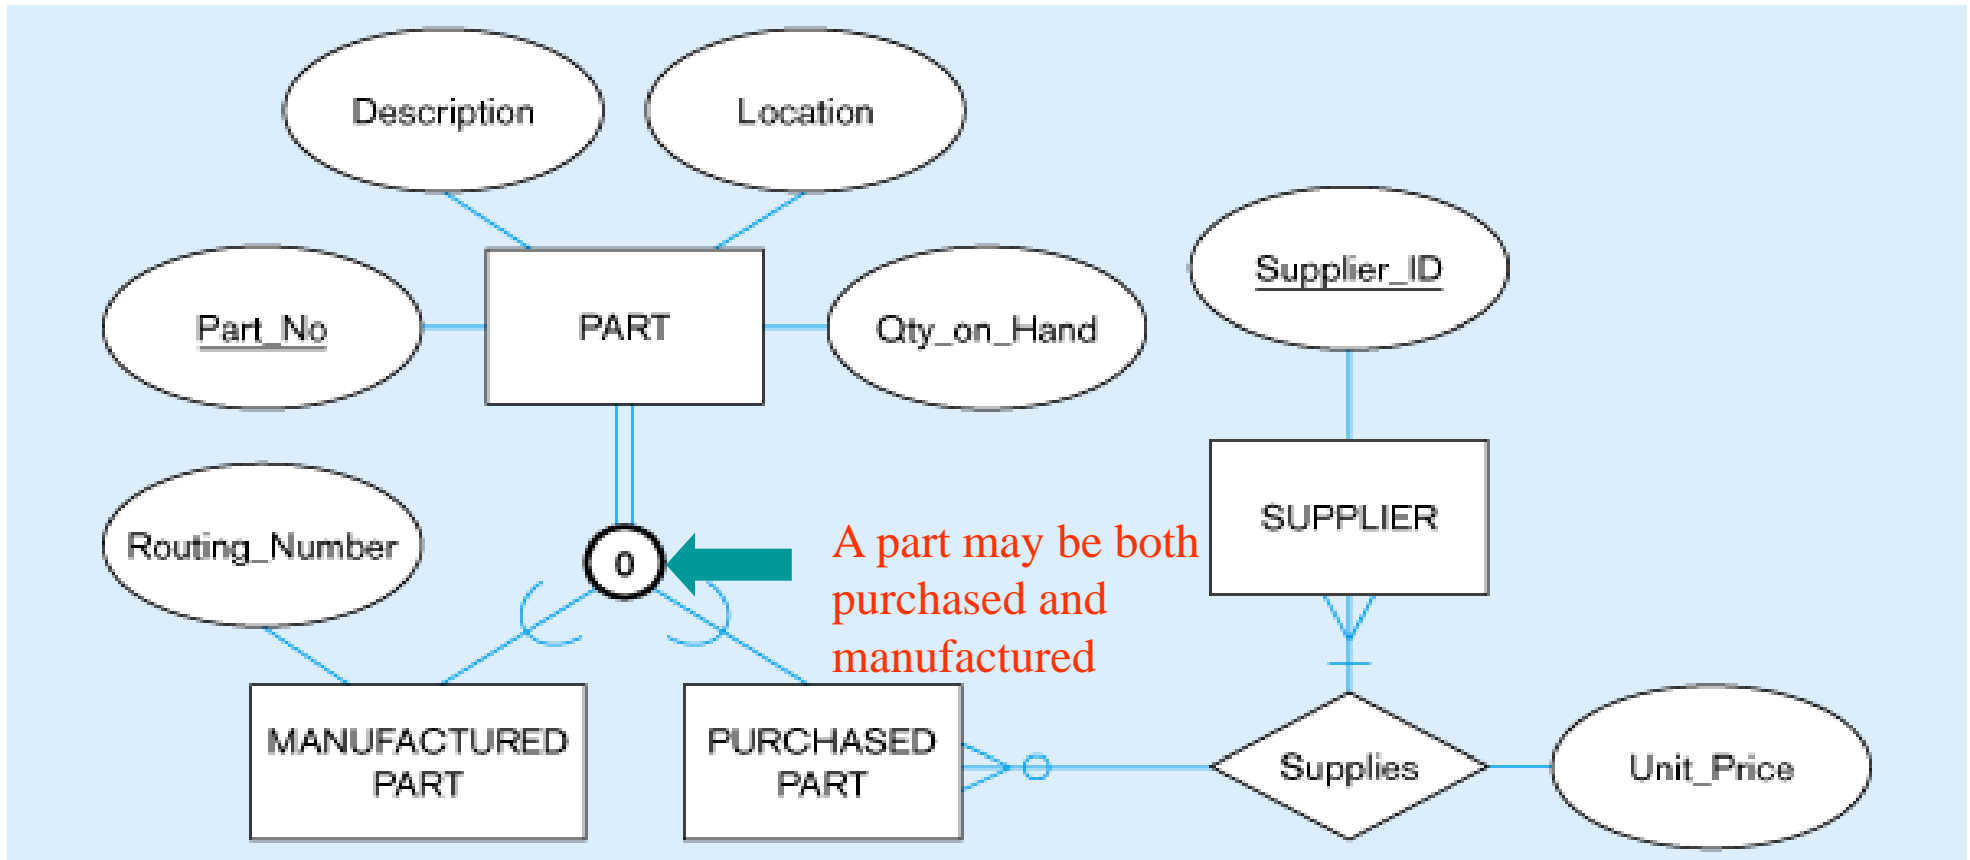 Description
Location
Supplier_ID
Part_No
PART
Qty_on_Hand
SUPPLIER
Routing_Number
O
A part may be both
purchased and
manufactured
MANUFACTURED
PART
PURCHASED
PART
Supplies
Unit_Price